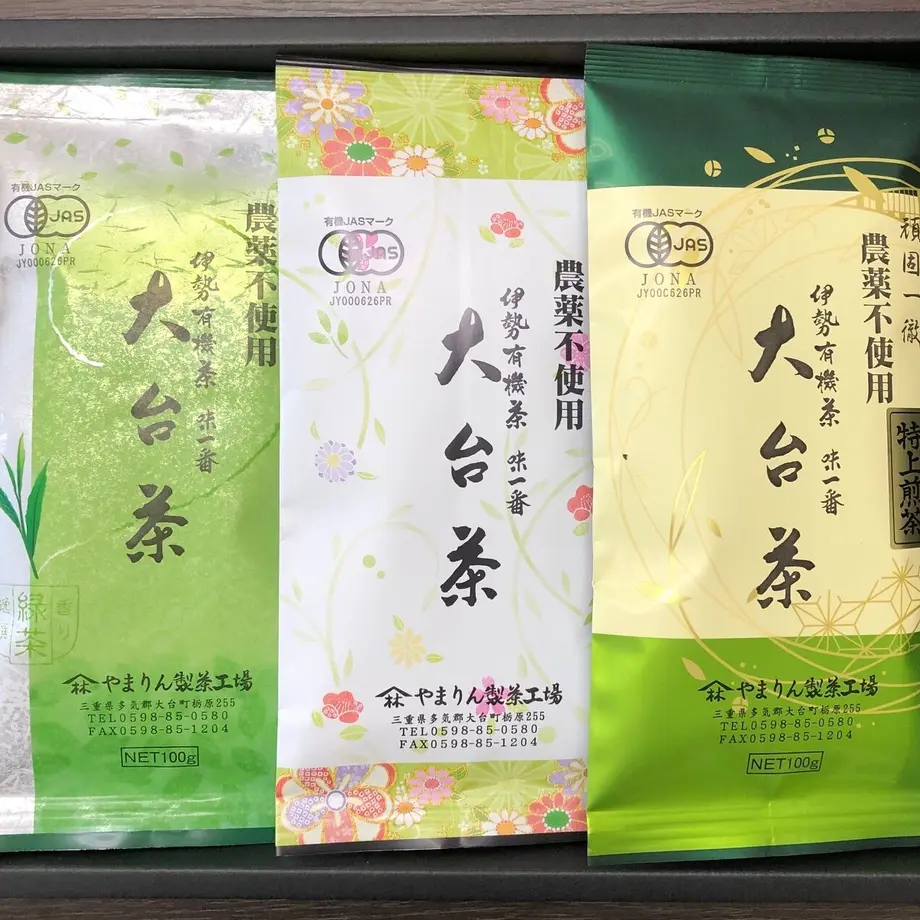 有機JASマーク
JAS
JONA
JY000626PR
農薬不使用
伊勢有機茶 味一番
大台茶
緑茶
やまりん製茶工場
三重県多気郡大台町栃原255
TEL0598-85-0580
FAX0598-85-1204
NET100g
有機JASマーク
JAS
JONA
JY000626PR
農薬不使用
伊勢有機茶 味一番
大台茶
やまりん製茶工場
三重県多気郡大台町栃原255
TEL0598-85-0580
FAX0598-85-1204
有機JASマーク
JAS
JONA
JY000626PR
頑固一徹
農薬不使用
特上煎茶
伊勢有機茶 味一番
大台茶
やまりん製茶工場
三重県多気郡大台町栃原255
TEL0598-85-0580
FAX0598-85-1204
NET100g